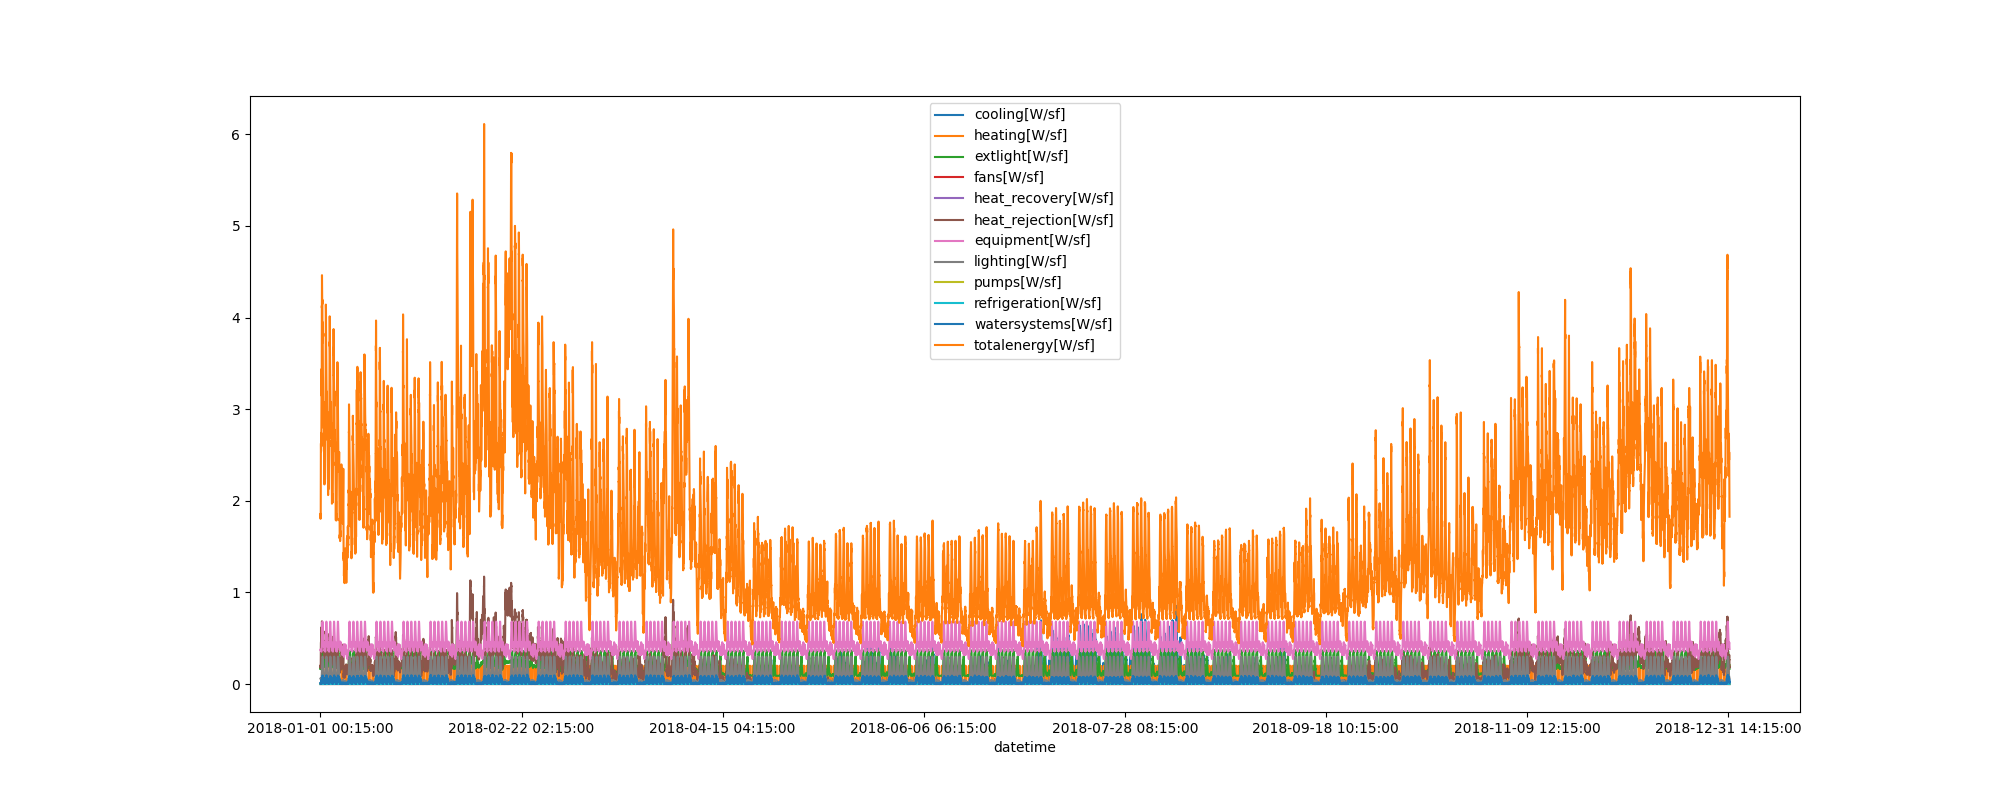 6
5
4
3
2
1
0
cooling[W/sf]
heating[W/sf]
extlight[W/sf]
fans[W/sf]
heat_recovery[W/sf]
heat_rejection[W/sf]
equipment[W/sf]
lighting[W/sf]
pumps[W/sf]
refrigeration[W/sf]
watersystems[W/sf]
totalenergy[W/sf]
2018-01-01 00:15:00 2018-02-22 02:15:00 2018-04-15 04:15:00 2018-06-06 06:15:00 2018-07-28 08:15:00 2018-09-18 10:15:00 2018-11-09 12:15:00 2018-12-31 14:15:00
datetime